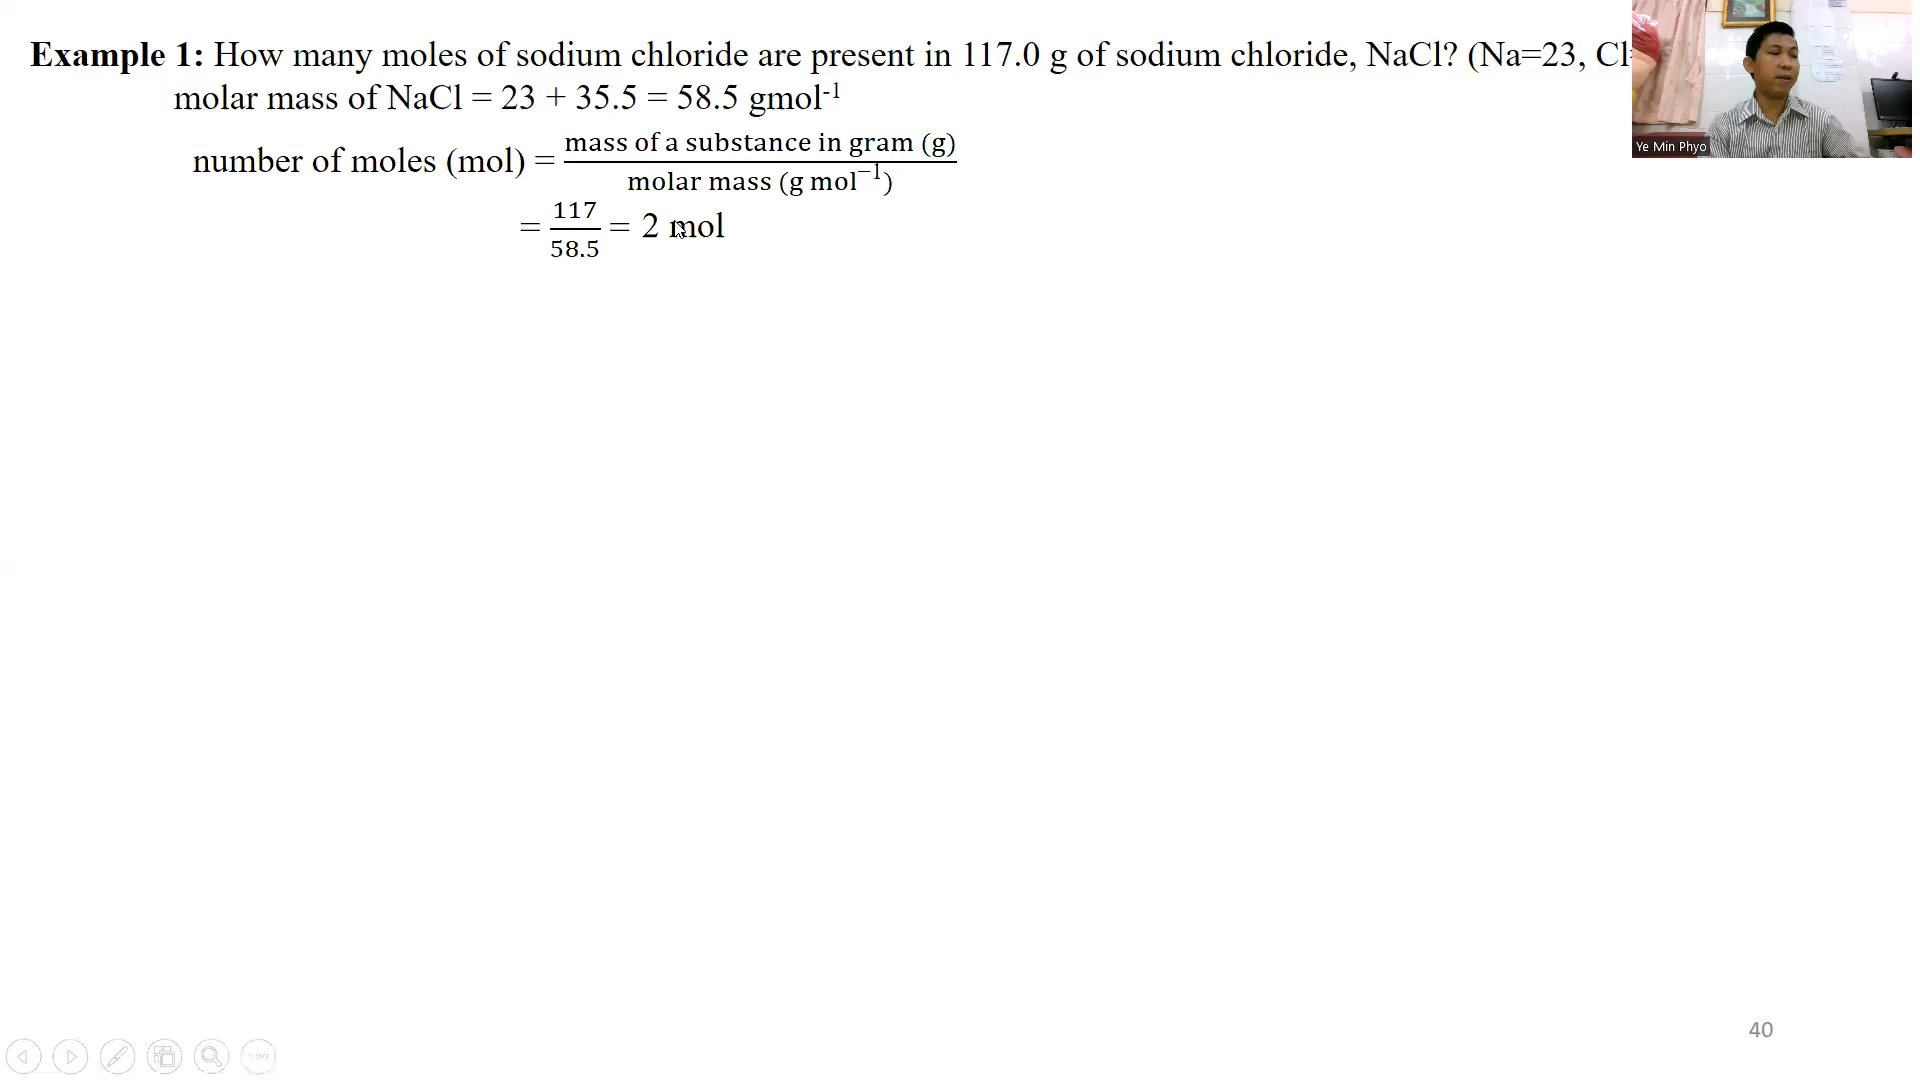 Example 1: How many moles of sodium chloride are present in 117.0 g of sodium chloride, NaCl? (Na=23, Cl
molar mass of NaCl = 23 + 35.5 = 58.5 gmol⁻¹
number of moles (mol) = mass of a substance in gram (g) / molar mass (g mol⁻¹)
= 117 / 58.5 = 2 mol
Ye Min Phyo
40